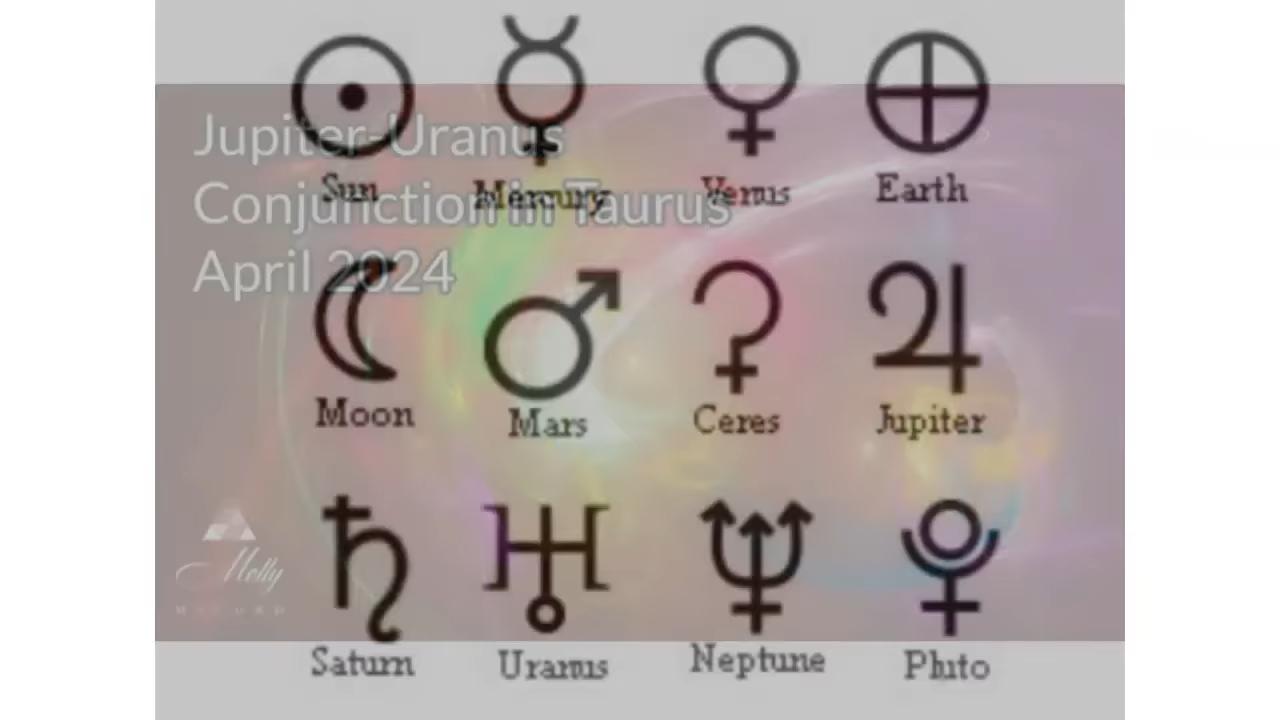 Jupiter-Uranus
Conjunction in Taurus
April 2024
Sun Mercury Venus Earth
Moon Mars Ceres Jupiter
Saturn Uranus Neptune Pluto
Molly